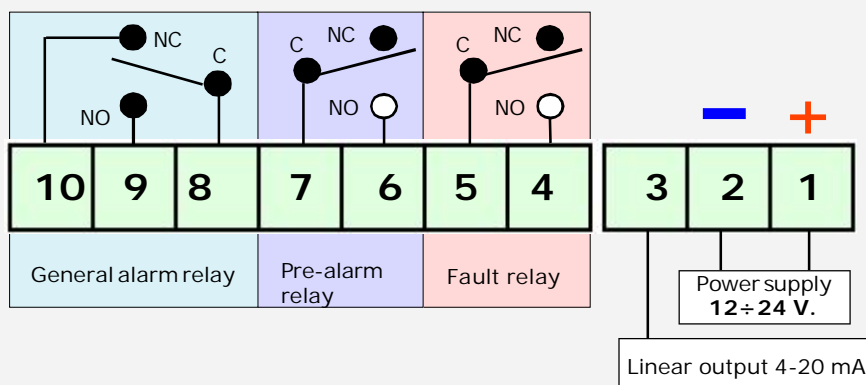 NC
C
NO
C
NC
NO
C
NC
NO
− +
10 9 8 7 6 5 4 3 2 1
General alarm relay
Pre-alarm
relay
Fault relay
Power supply
12÷24 V.
Linear output 4-20 mA